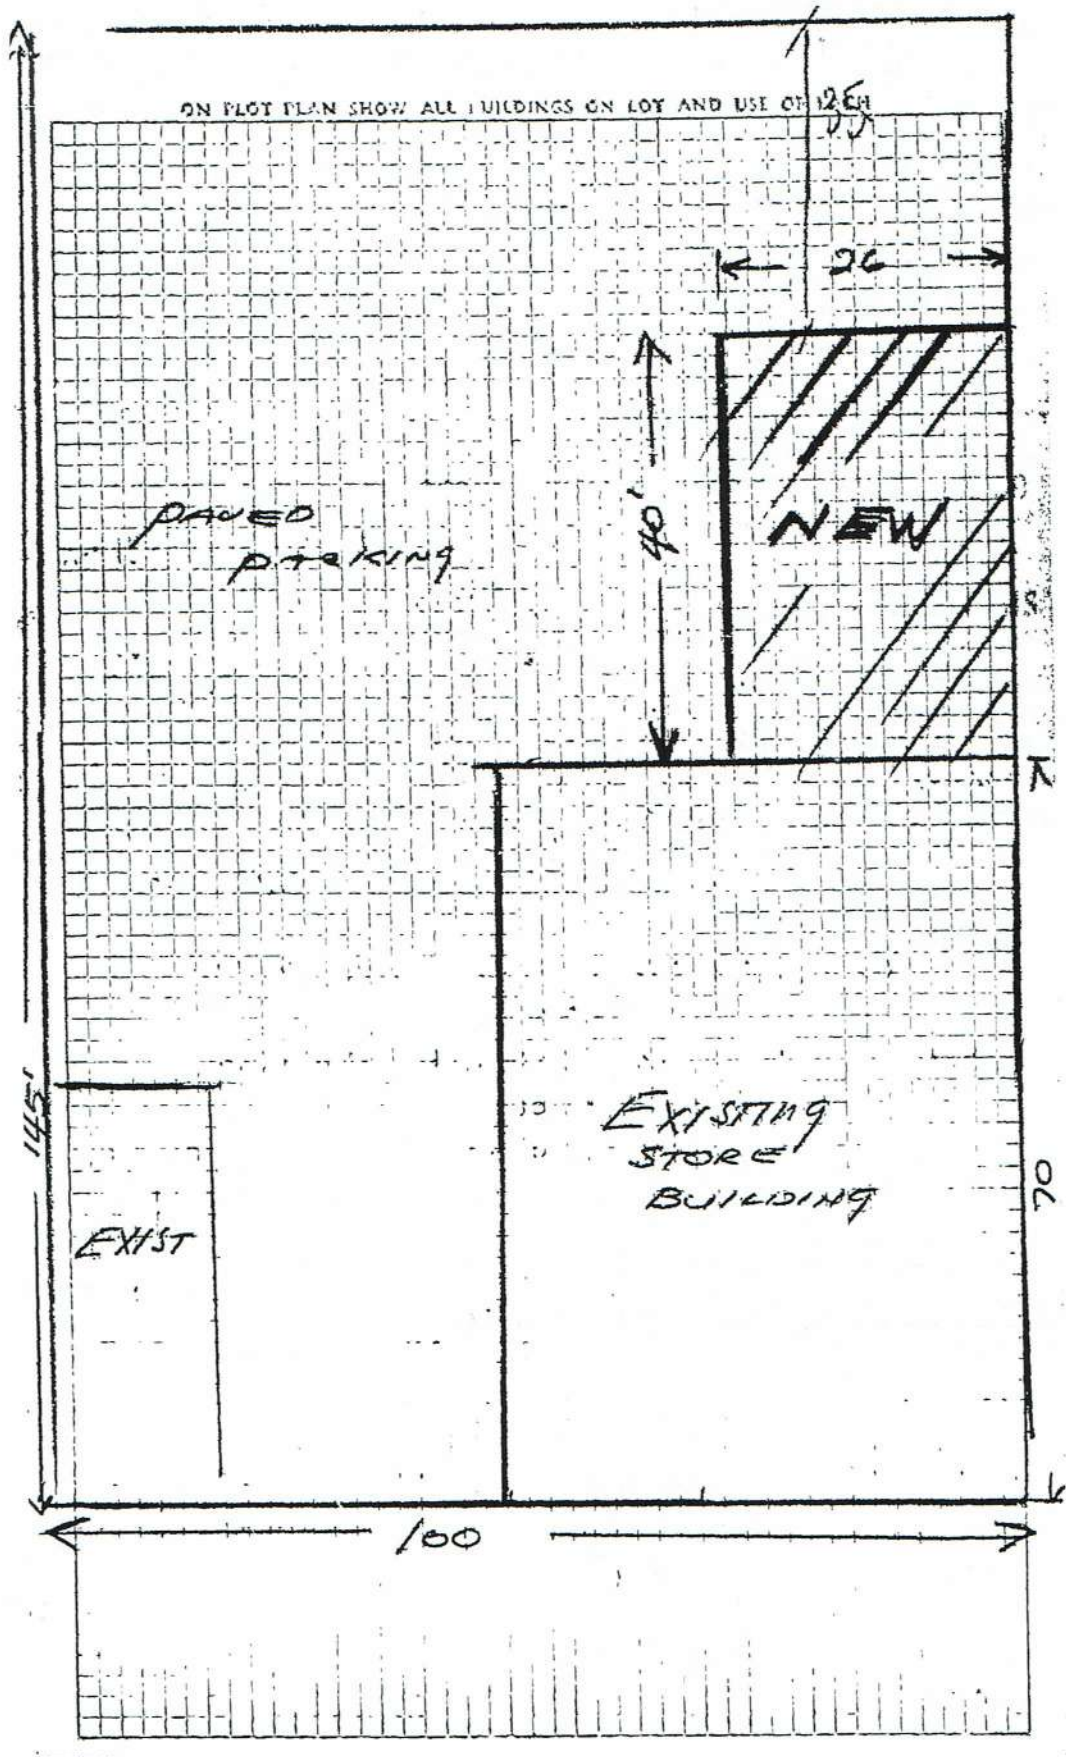 ON PLOT PLAN SHOW ALL BUILDINGS ON LOT AND USE OF EACH
35
26
40'
NEW
PAVED
PARKING
145'
EXISTING
STORE
BUILDING
70
EXIST
100